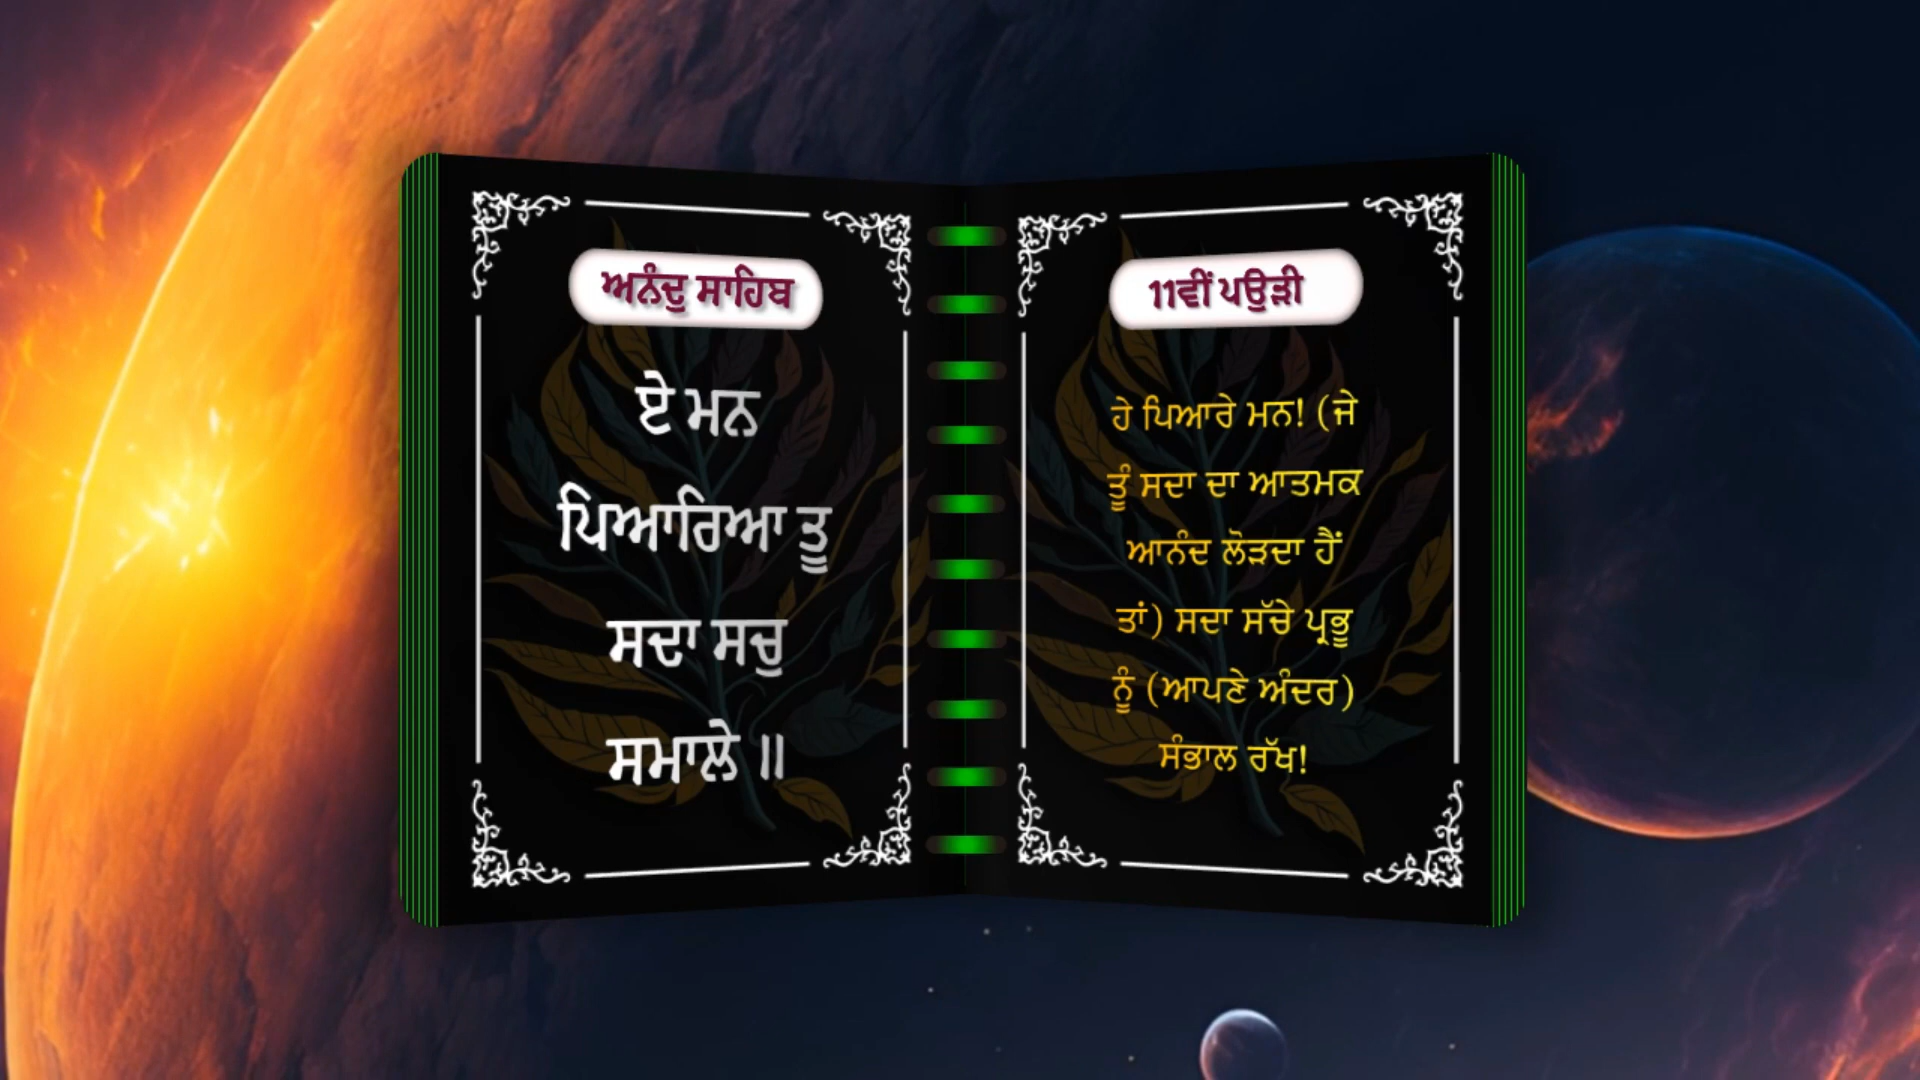 ਅਨੰਦੁ ਸਾਹਿਬ
ਏ ਮਨ
ਪਿਆਰਿਆ ਤੂ
ਸਦਾ ਸਚੁ
ਸਮਾਲੇ ॥
11ਵੀਂ ਪਉੜੀ
ਹੇ ਪਿਆਰੇ ਮਨ! (ਜੇ
ਤੂੰ ਸਦਾ ਦਾ ਆਤਮਕ
ਆਨੰਦ ਲੋੜਦਾ ਹੈਂ
ਤਾਂ) ਸਦਾ ਸੱਚੇ ਪ੍ਰਭੂ
ਨੂੰ (ਆਪਣੇ ਅੰਦਰ)
ਸੰਭਾਲ ਰੱਖ!